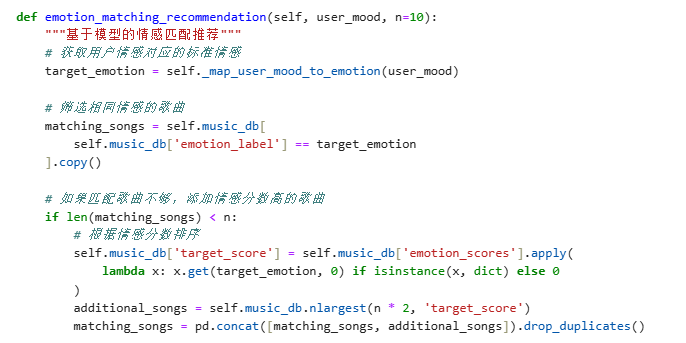 def emotion_matching_recommendation(self, user_mood, n=10):
    """基于模型的情感匹配推荐"""
    # 获取用户情感对应的标准情感
    target_emotion = self._map_user_mood_to_emotion(user_mood)

    # 筛选相同情感的歌曲
    matching_songs = self.music_db[
        self.music_db['emotion_label'] == target_emotion
    ].copy()

    # 如果匹配歌曲不够，添加情感分数高的歌曲
    if len(matching_songs) < n:
        # 根据情感分数排序
        self.music_db['target_score'] = self.music_db['emotion_scores'].apply(
            lambda x: x.get(target_emotion, 0) if isinstance(x, dict) else 0
        )
        additional_songs = self.music_db.nlargest(n * 2, 'target_score')
        matching_songs = pd.concat([matching_songs, additional_songs]).drop_duplicates()